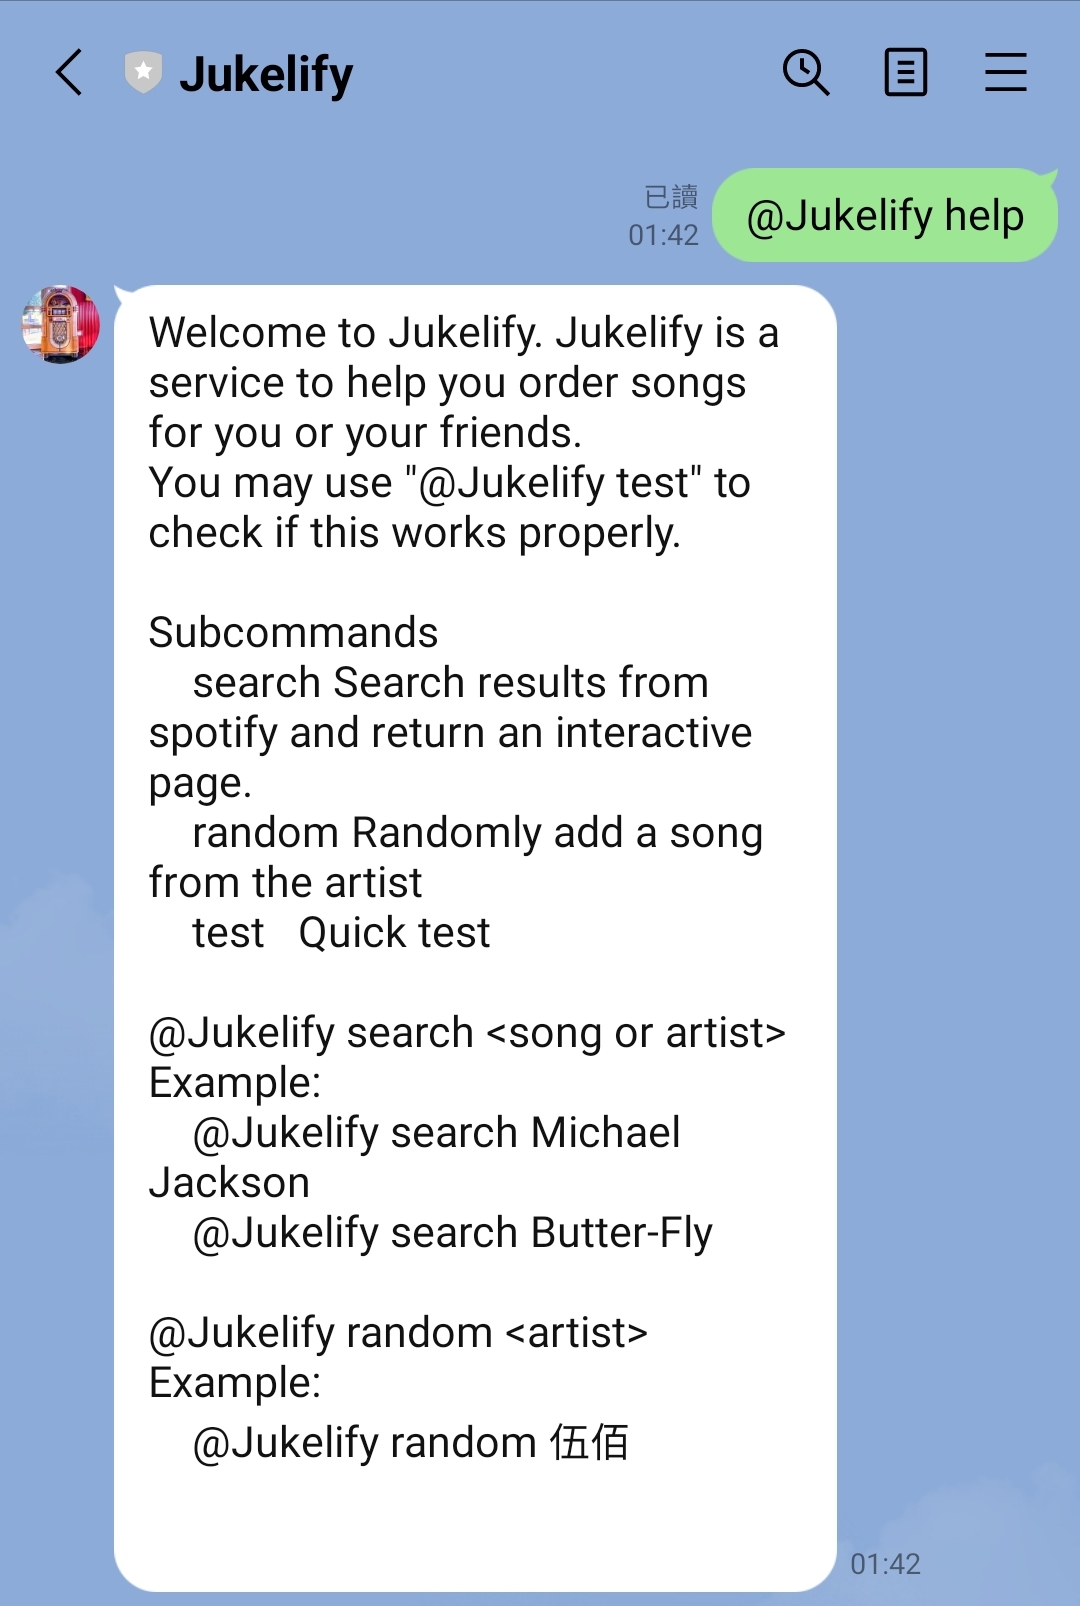 Jukelify
已讀
01:42
@Jukelify help
Welcome to Jukelify. Jukelify is a
service to help you order songs
for you or your friends.
You may use "@Jukelify test" to
check if this works properly.
Subcommands
search Search results from
spotify and return an interactive
page.
random Randomly add a song
from the artist
test   Quick test
@Jukelify search <song or artist>
Example:
@Jukelify search Michael
Jackson
@Jukelify search Butter-Fly
@Jukelify random <artist>
Example:
@Jukelify random 伍佰
01:42